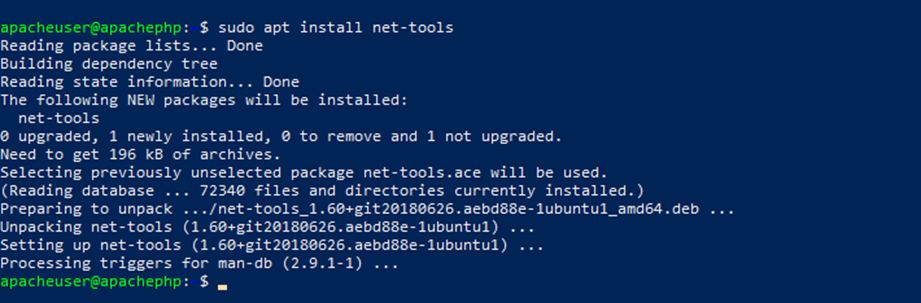 apacheuser@apachephp:~$ sudo apt install net-tools
Reading package lists... Done
Building dependency tree
Reading state information... Done
The following NEW packages will be installed:
  net-tools
0 upgraded, 1 newly installed, 0 to remove and 1 not upgraded.
Need to get 196 kB of archives.
Selecting previously unselected package net-tools.ace will be used.
(Reading database ... 72340 files and directories currently installed.)
Preparing to unpack .../net-tools_1.60+git20180626.aebd88e-1ubuntu1_amd64.deb ...
Unpacking net-tools (1.60+git20180626.aebd88e-1ubuntu1) ...
Setting up net-tools (1.60+git20180626.aebd88e-1ubuntu1) ...
Processing triggers for man-db (2.9.1-1) ...
apacheuser@apachephp:~$